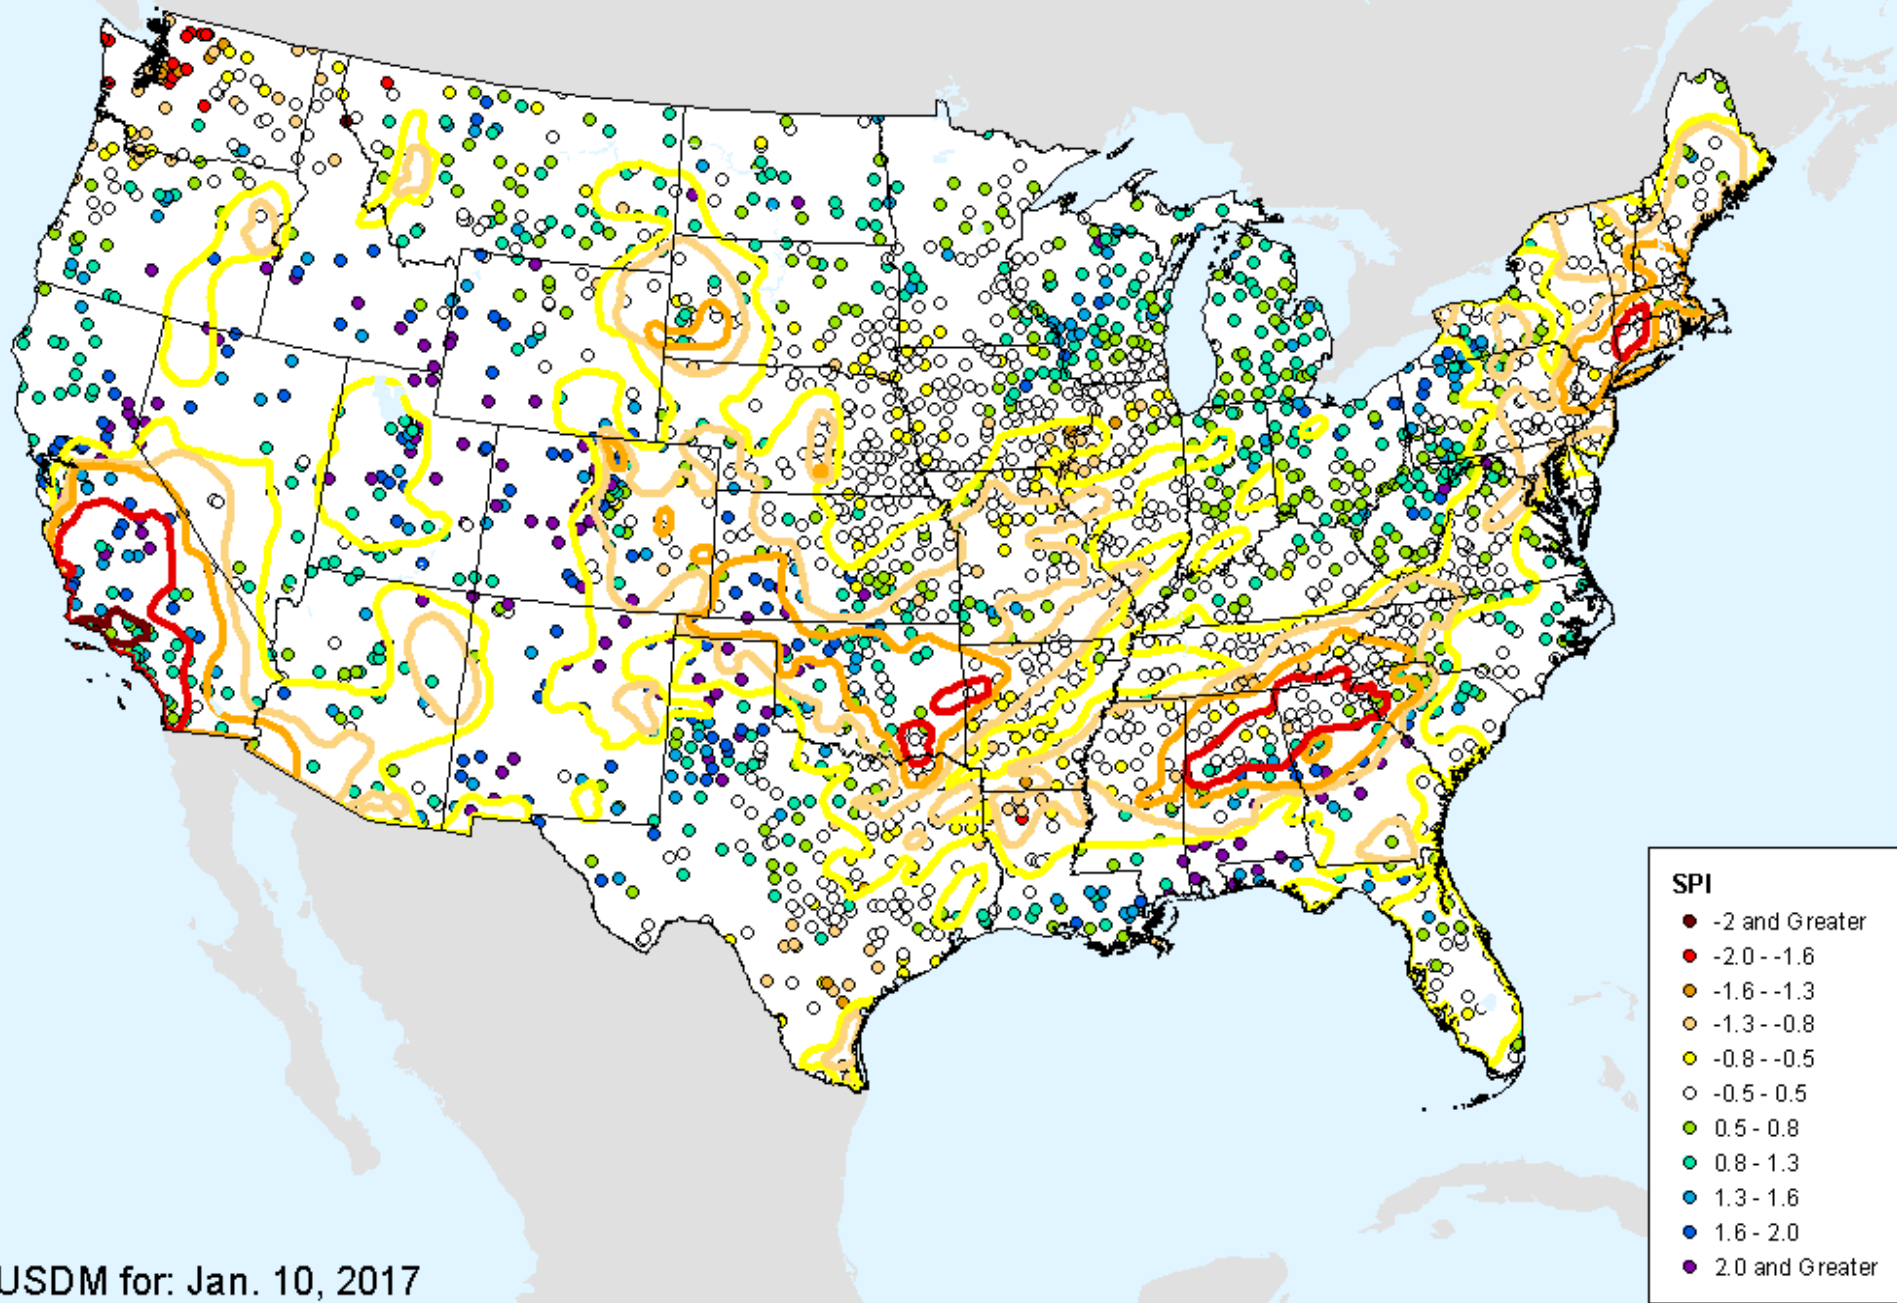 SPI
-2 and Greater
-2.0 - -1.6
-1.6 - -1.3
-1.3 - -0.8
-0.8 - -0.5
-0.5 - 0.5
0.5 - 0.8
0.8 - 1.3
1.3 - 1.6
1.6 - 2.0
2.0 and Greater
USDM for: Jan. 10, 2017